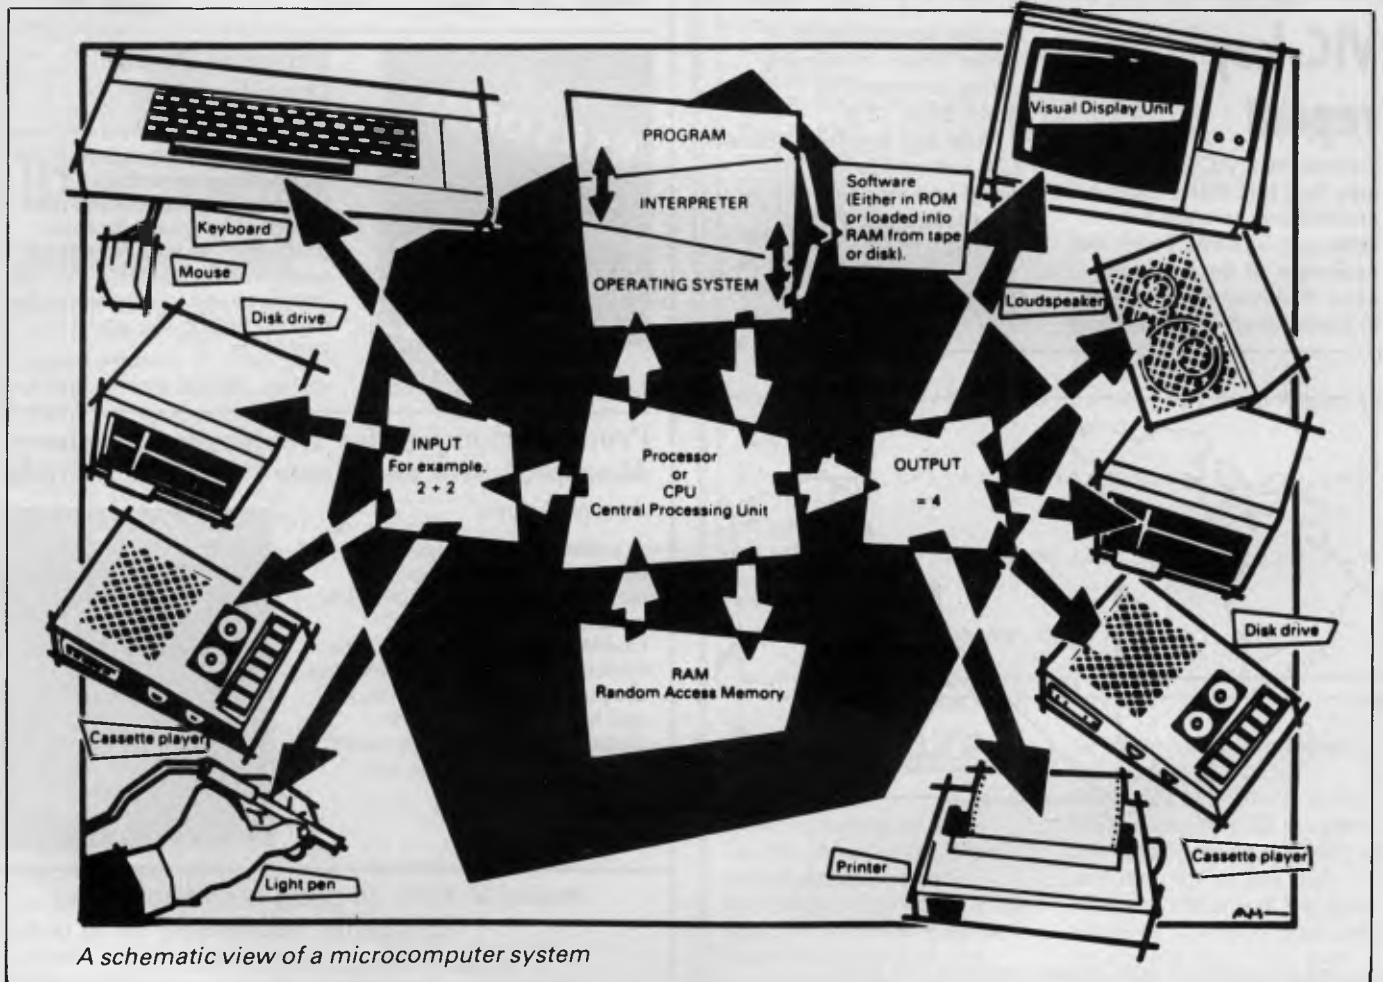 PROGRAM
INTERPRETER
OPERATING SYSTEM
Software
(Either in ROM
or loaded into
RAM from tape
or disk).
Visual Display Unit
Keyboard
Mouse
Disk drive
Loudspeaker
INPUT
For example,
2 + 2
Processor
or
CPU
Central Processing Unit
OUTPUT
= 4
RAM
Random Access Memory
Disk drive
Cassette player
Light pen
Printer
Cassette player
AM
A schematic view of a microcomputer system